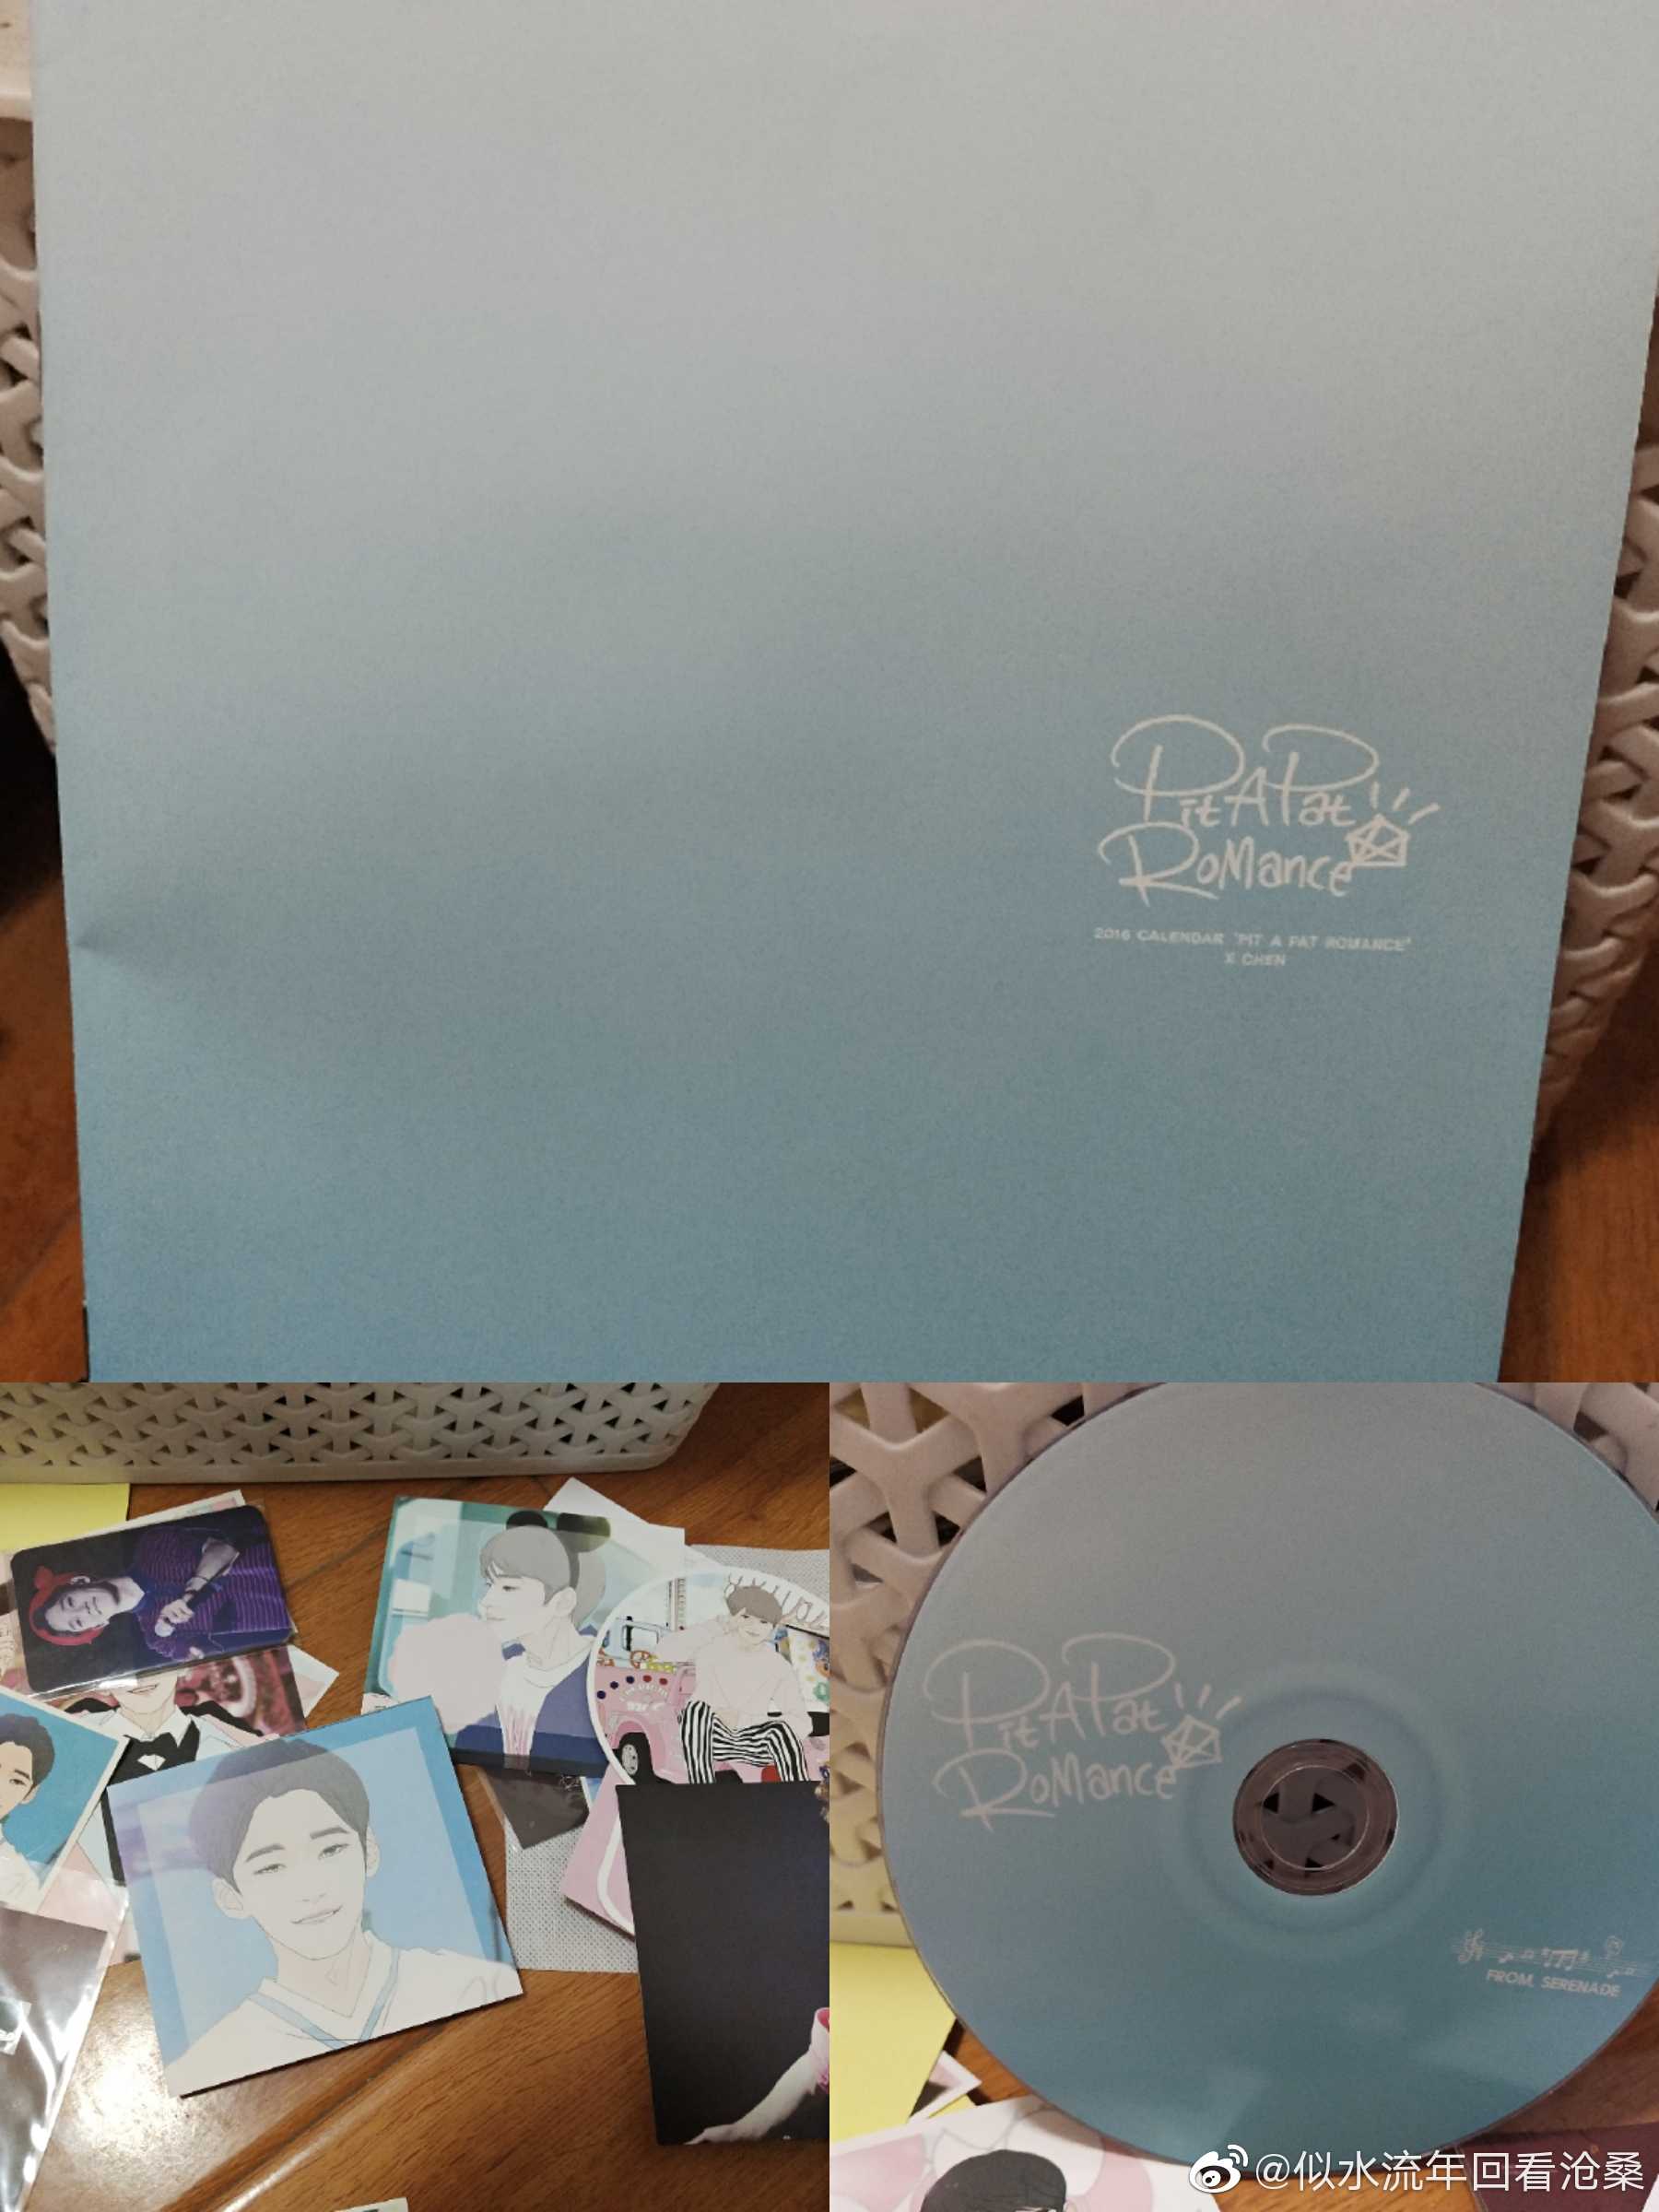 Pit A Pat
RoMance
2016 CALENDAR "PIT A PAT ROMANCE"
X CHEN
Pit A Pat
RoMance
FROM. SERENADE
@似水流年回看沧桑